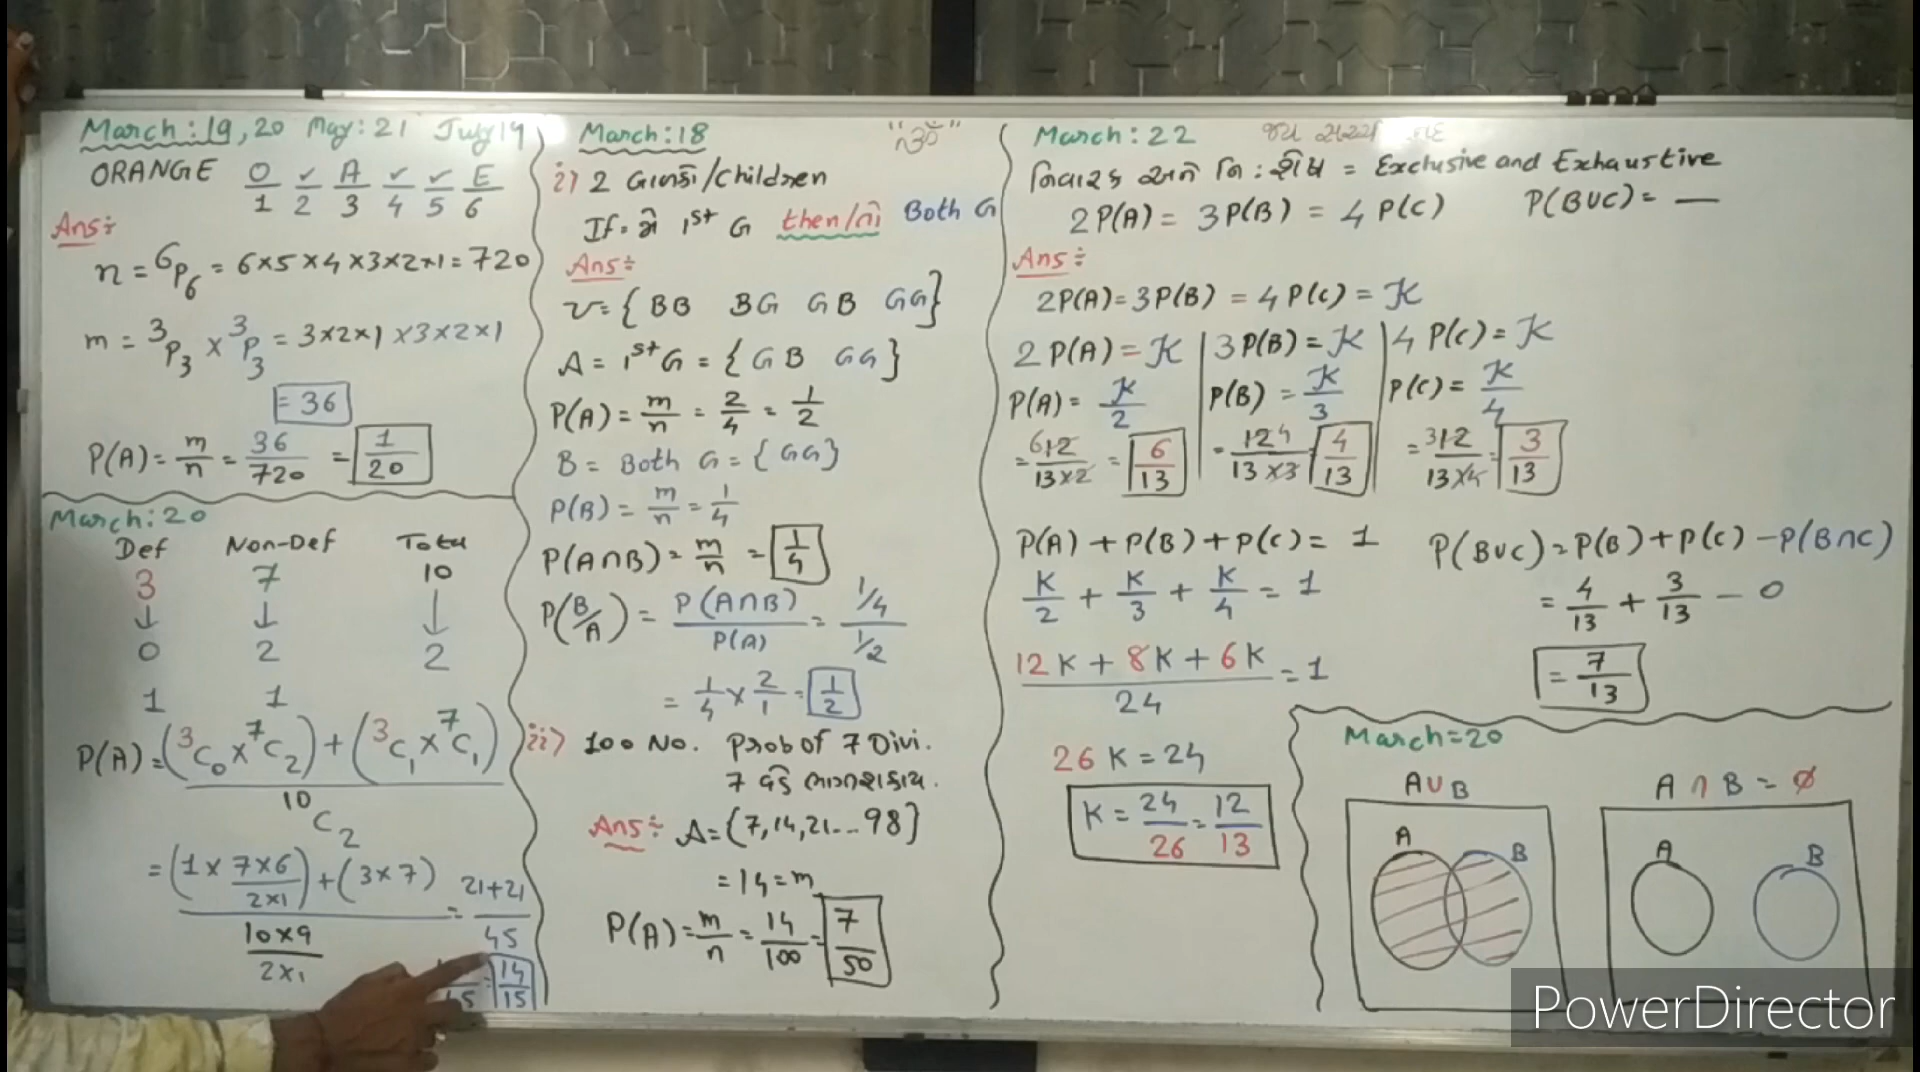 March: 19, 20 May: 21 July 19
ORANGE O ✓ A ✓ ✓ E
1 2 3 4 5 6
Ans:
n = 6P6 = 6×5×4×3×2×1 = 720
m = 3P3 × 3P3 = 3×2×1 ×3×2×1
= 36
P(A) = m/n = 36/720 = 1/20
March: 20
Def Non-Def Total
3 7 10
↓ ↓ ↓
0 2 2
1 1
P(A) = (3C0 × 7C2) + (3C1 × 7C1)
10C2
= (1 × 7×6/2×1) + (3×7) = 21+21
10×9/2×1 45
14/15
March: 18
i) 2 બાળકો/children
If. જો 1st G then/તો Both G
Ans:
U = { BB BG GB GG}
A = 1st G = { GB GG }
P(A) = m/n = 2/4 = 1/2
B = Both G = { GG}
P(B) = m/n = 1/4
P(A∩B) = m/n = 1/4
P(B/A) = P(A∩B)/P(A) = 1/4 / 1/2
= 1/4 × 2/1 = 1/2
ii) 100 No. Prob of 7 Divi.
7 વડે
Ans: A = {7,14,21...98}
= 14 = m
P(A) = m/n = 14/100 = 7/50
"ૐ"
March: 22 જય
નિવારક અને નિ:શેષ = Exclusive and Exhaustive
2P(A) = 3P(B) = 4P(C) P(BUC) = —
Ans:
2P(A) = 3P(B) = 4P(C) = K
2P(A) = K | 3P(B) = K | 4P(C) = K
P(A) = K/2 P(B) = K/3 P(C) = K/4
= 6 12/13×2 = 6/13 = 12 4/13×3 = 4/13 = 3 12/13×4 = 3/13
P(A) + P(B) + P(C) = 1
K/2 + K/3 + K/4 = 1
12K + 8K + 6K/24 = 1
26 K = 24
K = 24/26 = 12/13
P(BUC) = P(B) + P(C) - P(B∩C)
= 4/13 + 3/13 - 0
= 7/13
March = 20
AUB A∩B = ∅
A B A B
PowerDirector